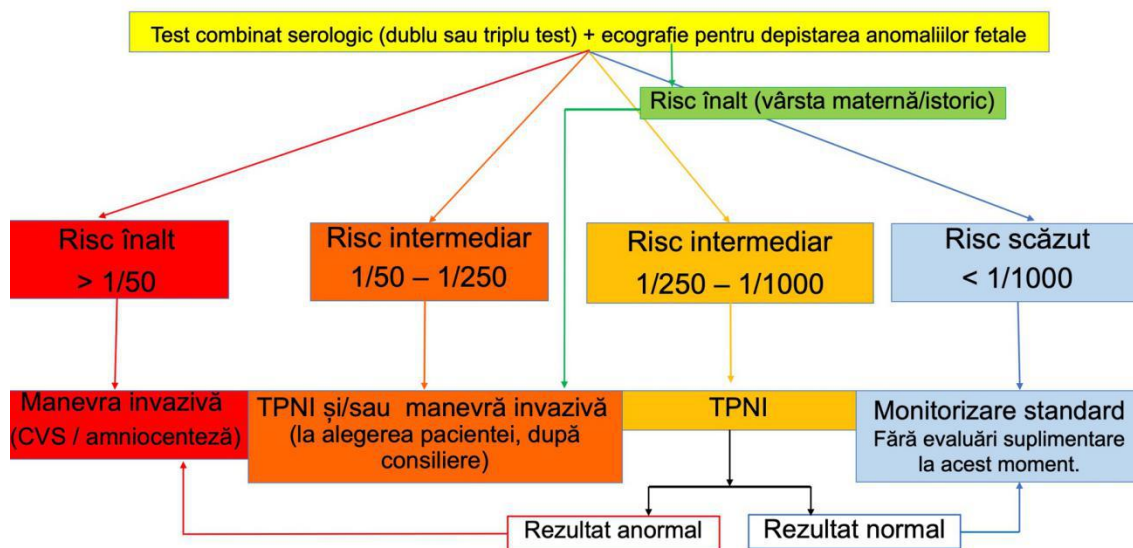 Test combinat serologic (dublu sau triplu test) + ecografie pentru depistarea anomaliilor fetale
Risc înalt (vârsta maternă/istoric)
Risc înalt
> 1/50
Risc intermediar
1/50 – 1/250
Risc intermediar
1/250 – 1/1000
Risc scăzut
< 1/1000
Manevra invazivă
(CVS / amniocenteză)
TPNI și/sau manevră invazivă
(la alegerea pacientei, după
consiliere)
TPNI
Monitorizare standard
Fără evaluări suplimentare
la acest moment.
Rezultat anormal
Rezultat normal